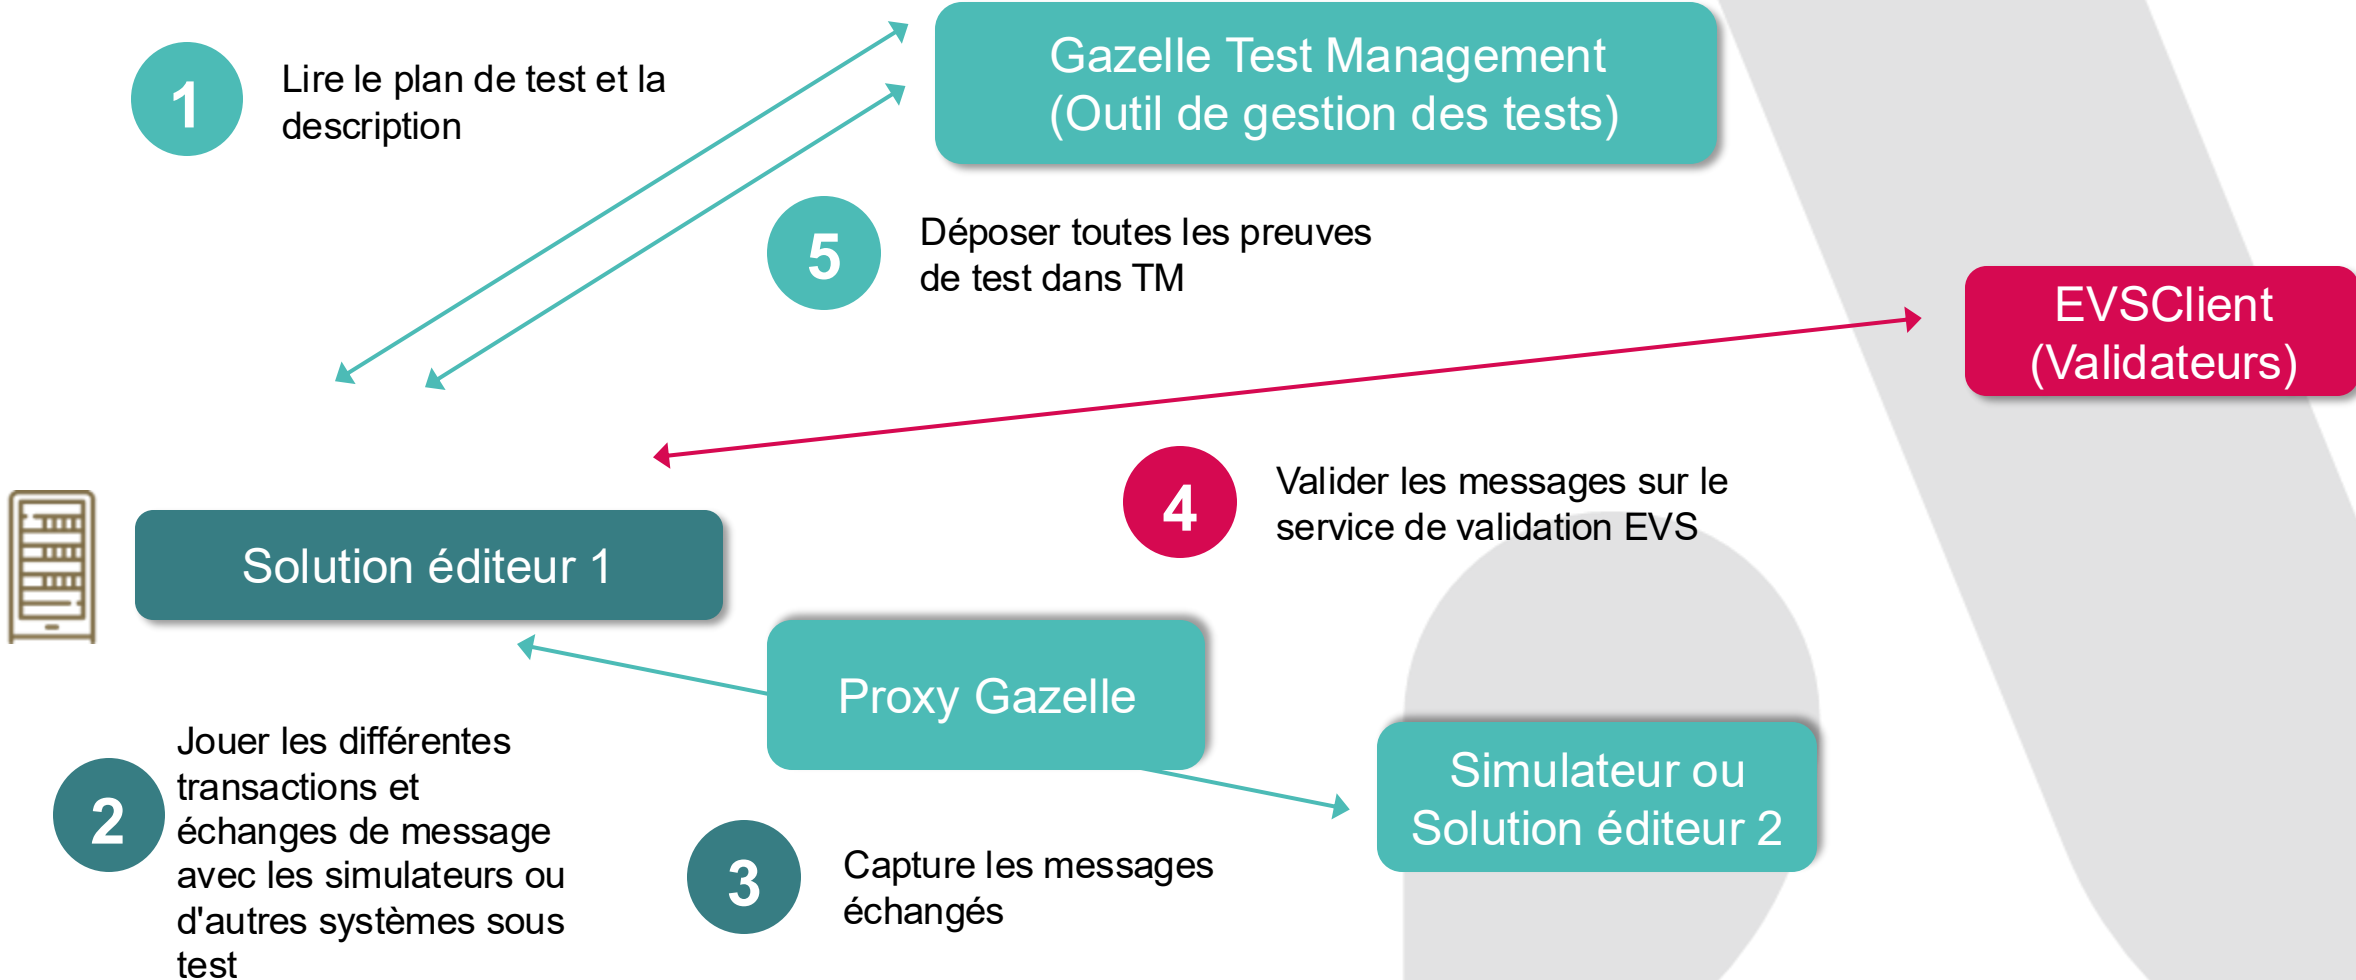 1
Lire le plan de test et la
description
Gazelle Test Management
(Outil de gestion des tests)
5
Déposer toutes les preuves
de test dans TM
EVSClient
(Validateurs)
4
Valider les messages sur le
service de validation EVS
Solution éditeur 1
Proxy Gazelle
Simulateur ou
Solution éditeur 2
2
Jouer les différentes
transactions et
échanges de message
avec les simulateurs ou
d'autres systèmes sous
test
3
Capture les messages
échangés